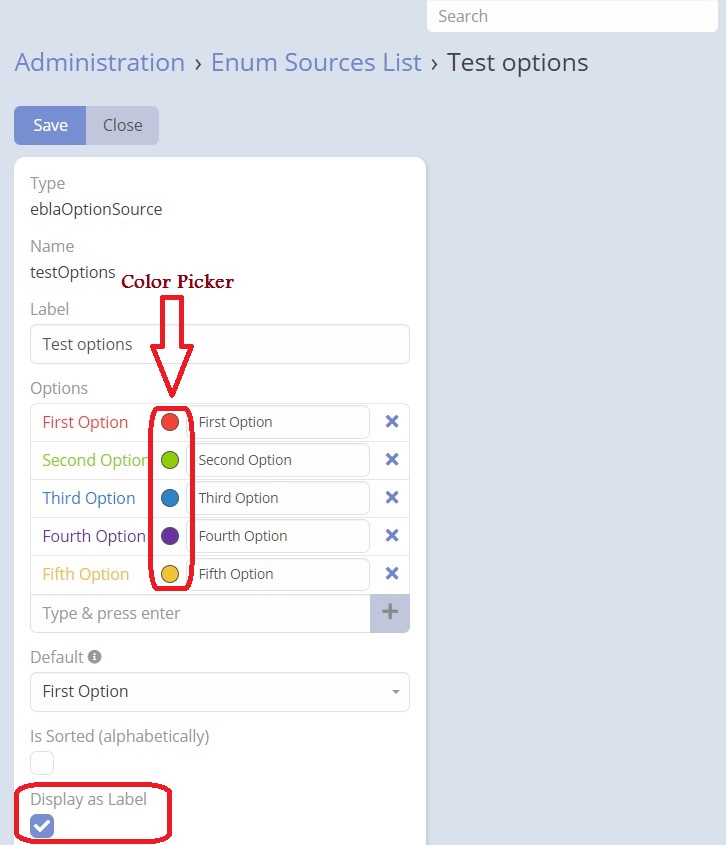 Search
Administration › Enum Sources List › Test options
Save Close
Type
eblaOptionSource
Name
testOptions
Color Picker
Label
Test options
Options
First Option First Option
Second Option Second Option
Third Option Third Option
Fourth Option Fourth Option
Fifth Option Fifth Option
Type & press enter
Default
First Option
Is Sorted (alphabetically)
Display as Label